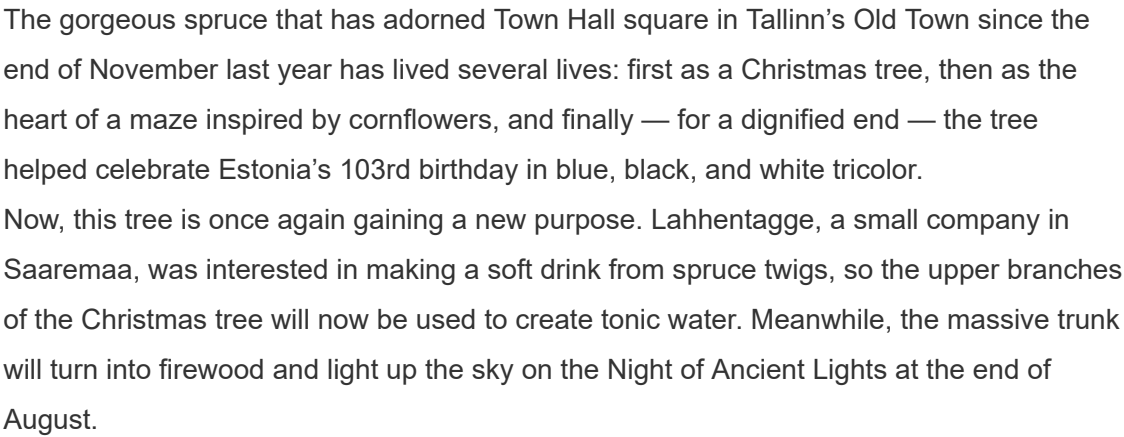 The gorgeous spruce that has adorned Town Hall square in Tallinn’s Old Town since the
end of November last year has lived several lives: first as a Christmas tree, then as the
heart of a maze inspired by cornflowers, and finally — for a dignified end — the tree
helped celebrate Estonia’s 103rd birthday in blue, black, and white tricolor.
Now, this tree is once again gaining a new purpose. Lahhentagge, a small company in
Saaremaa, was interested in making a soft drink from spruce twigs, so the upper branches
of the Christmas tree will now be used to create tonic water. Meanwhile, the massive trunk
will turn into firewood and light up the sky on the Night of Ancient Lights at the end of
August.